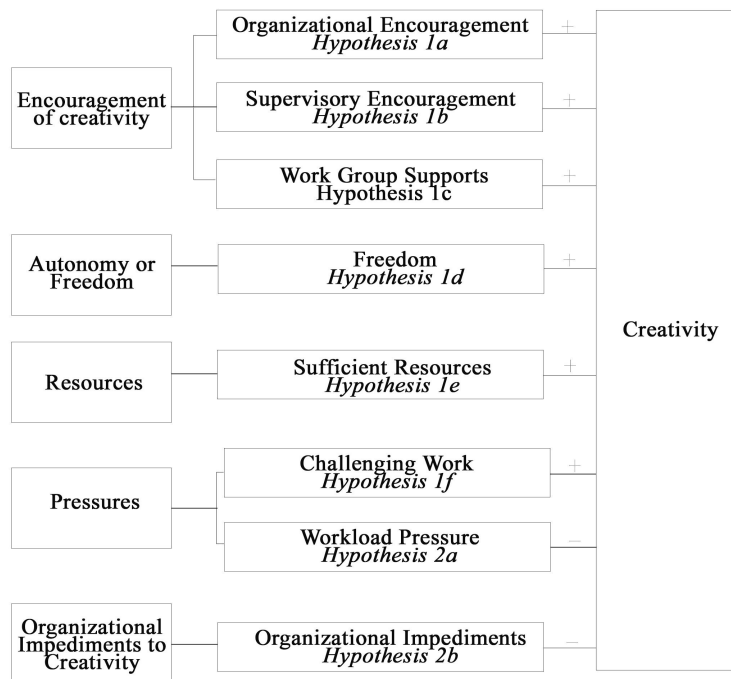 Organizational Encouragement
Hypothesis 1a
+
Encouragement
of creativity
Supervisory Encouragement
Hypothesis 1b
+
Work Group Supports
Hypothesis 1c
+
Autonomy or
Freedom
Freedom
Hypothesis 1d
+
Creativity
Resources
Sufficient Resources
Hypothesis 1e
+
Pressures
Challenging Work
Hypothesis 1f
+
Workload Pressure
Hypothesis 2a
−
Organizational
Impediments to
Creativity
Organizational Impediments
Hypothesis 2b
−